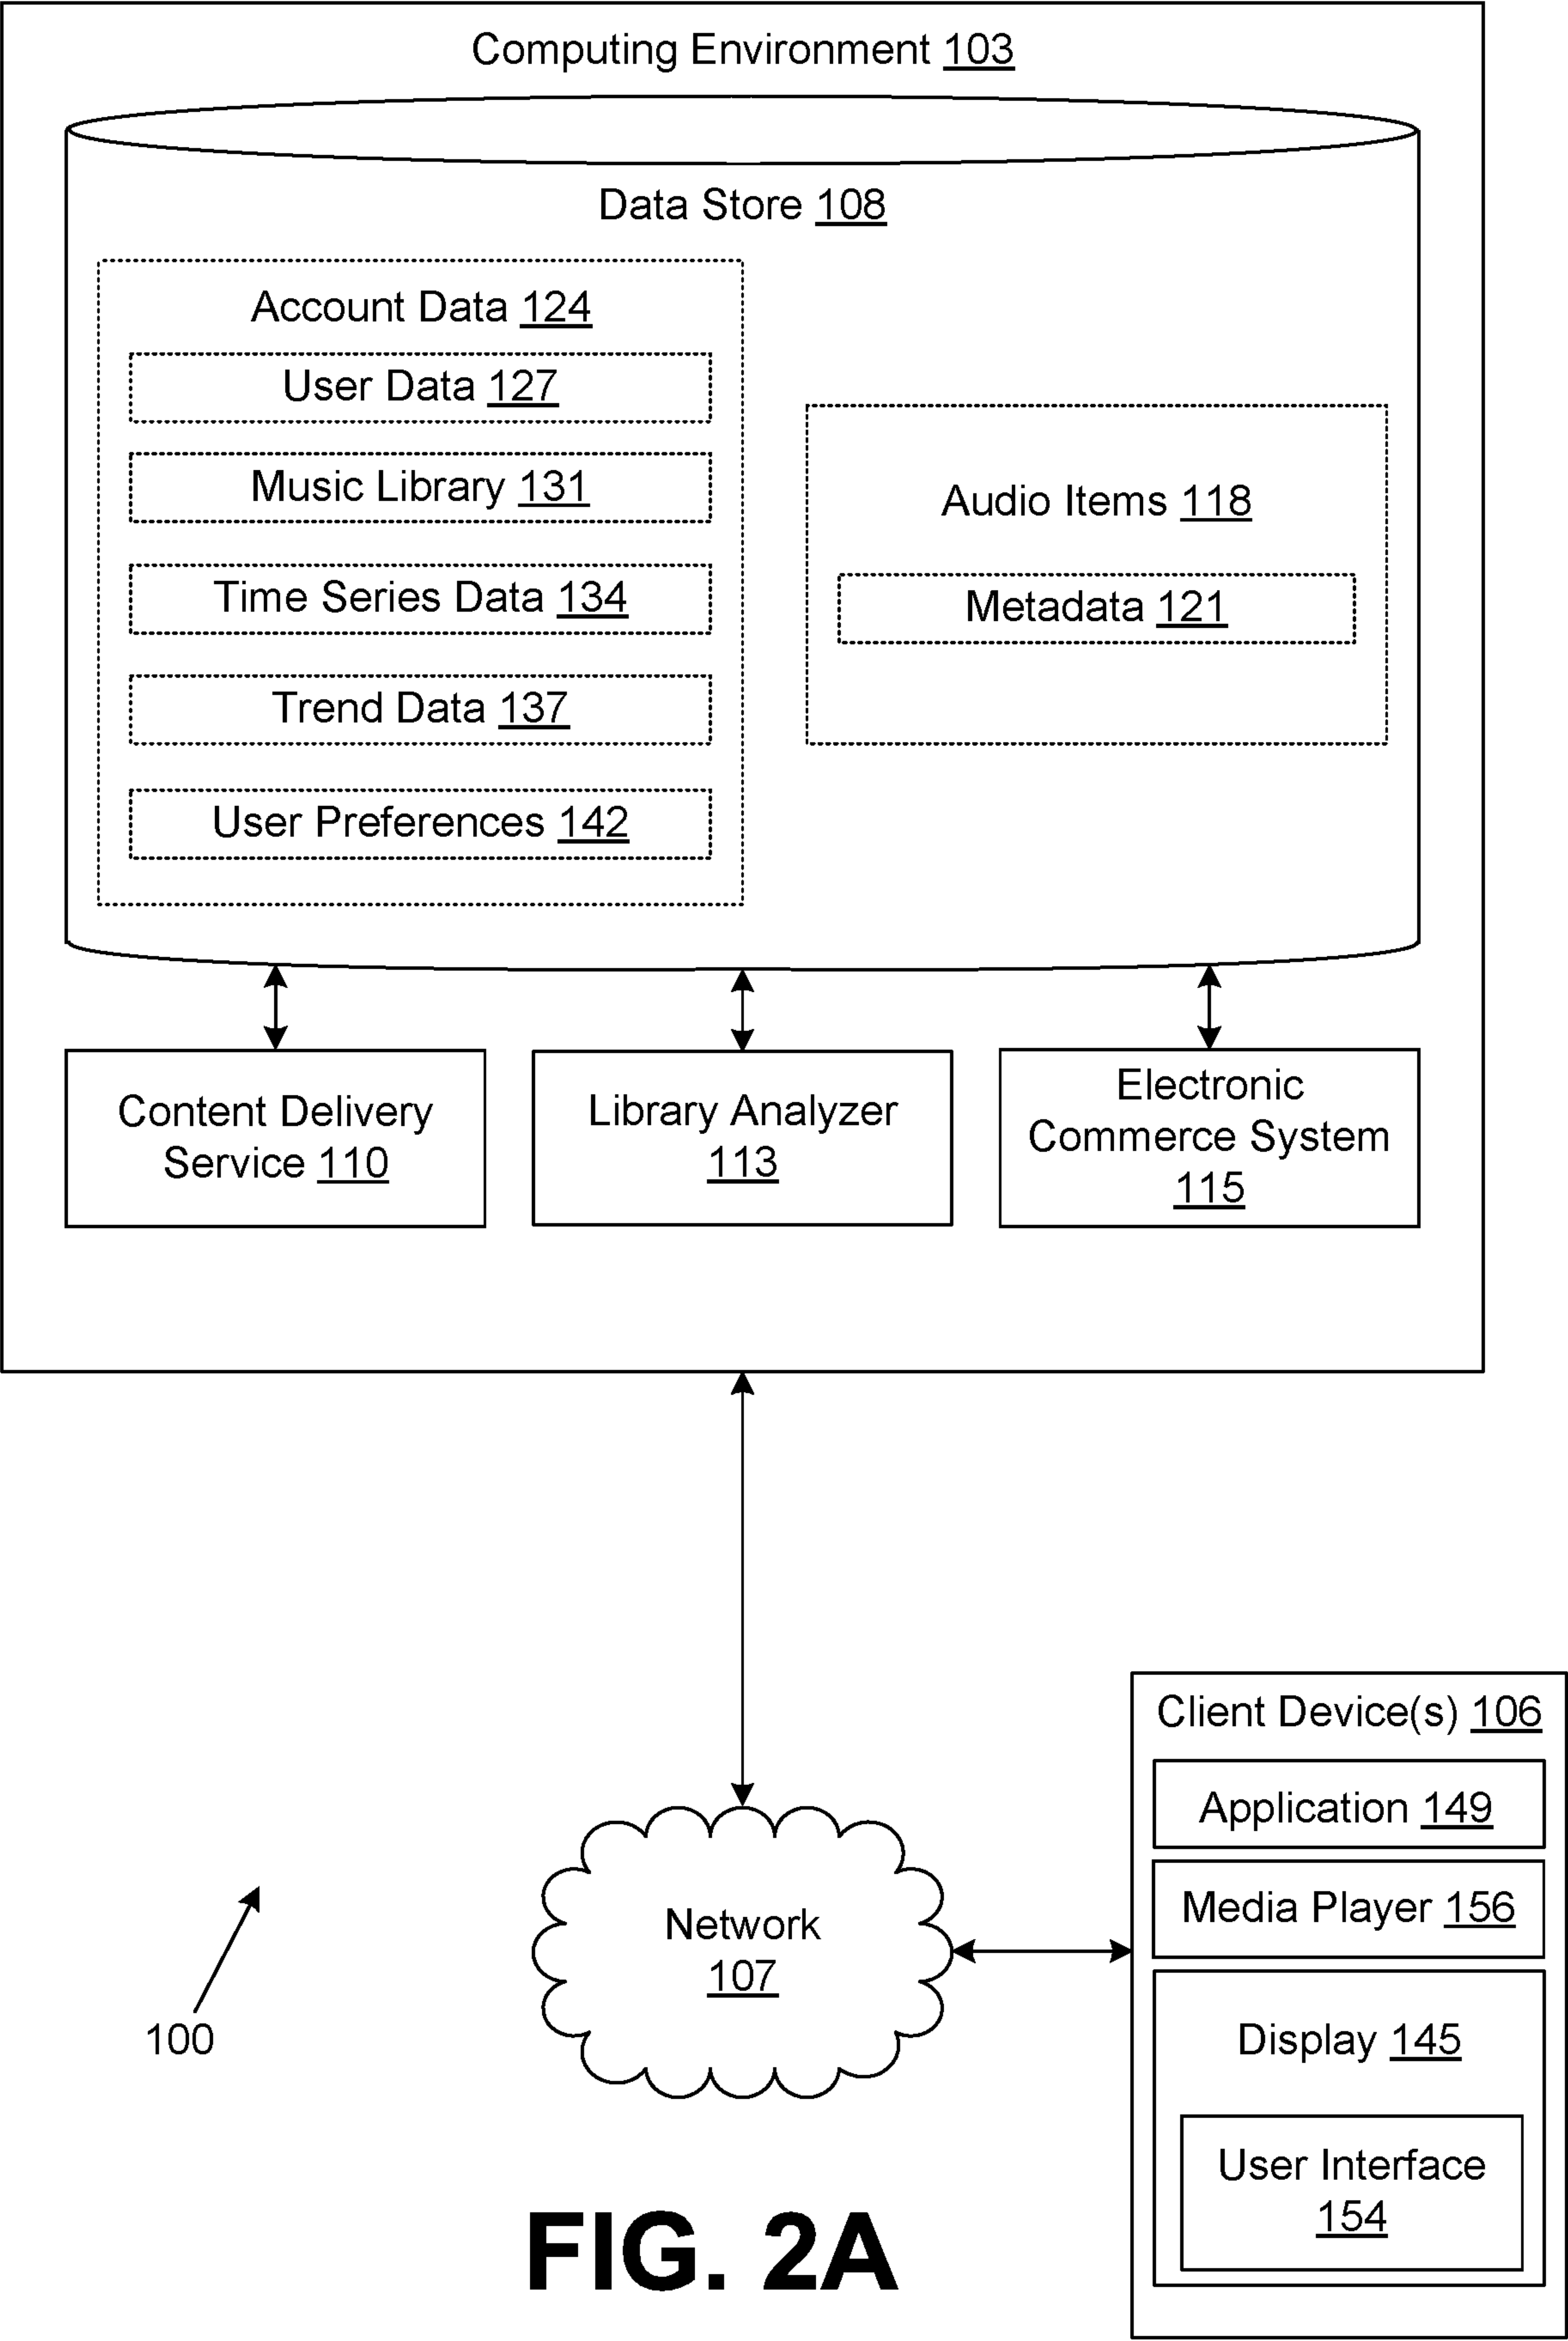 Computing Environment 103
Data Store 108
Account Data 124
User Data 127
Music Library 131
Time Series Data 134
Trend Data 137
User Preferences 142
Audio Items 118
Metadata 121
Content Delivery
Service 110
Library Analyzer
113
Electronic
Commerce System
115
Client Device(s) 106
Application 149
Media Player 156
Display 145
User Interface
154
Network
107
100
FIG. 2A